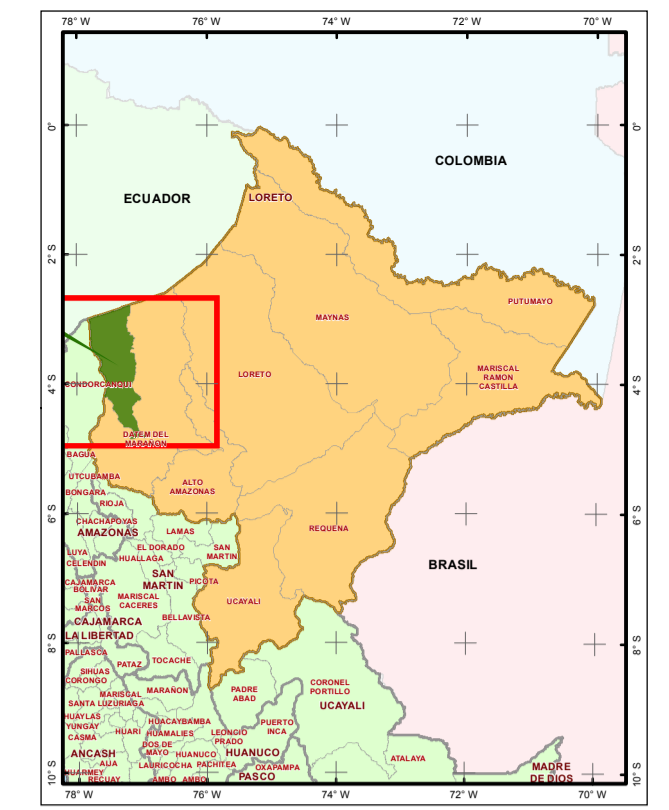 78° W 76° W 74° W 72° W 70° W
0° 0°
COLOMBIA
ECUADOR
LORETO
2° S 2° S
PUTUMAYO
MAYNAS
LORETO
MARISCAL
RAMON
CASTILLA
CONDORCANQUI
4° S 4° S
DATEM DEL
MARAÑON
BAGUA
UTCUBAMBA
ALTO
AMAZONAS
BONGARA
RIOJA
6° S 6° S
CHACHAPOYAS
AMAZONAS
LAMAS
REQUENA
LUYA
EL DORADO
SAN
MARTIN
CELENDIN
HUALLAGA
BRASIL
SAN
MARTIN
PICOTA
CAJAMARCA
BOLIVAR
SAN
MARCOS
MARISCAL
CACERES
UCAYALI
CAJAMARCA
BELLAVISTA
LA LIBERTAD
8° S 8° S
PALLASCA
PATAZ
TOCACHE
SIHUAS
CORONGO
MARISCAL
LUZURIAGA
MARAÑON
PADRE
ABAD
CORONEL
PORTILLO
SANTA
UCAYALI
HUAYLAS
YUNGAY
HUACAYBAMBA
PUERTO
INCA
CASMA
HUARI
HUAMALIES
LEONCIO
PRADO
DOS DE
MAYO
ANCASH
HUANUCO
HUANUCO
ATALAYA
AIJA
LAURICOCHA
PACHITEA
OXAPAMPA
MADRE
DE DIOS
HUARMEY
RECUAY
AMBO AMBO
PASCO
10° S 10° S
78° W 76° W 74° W 72° W 70° W